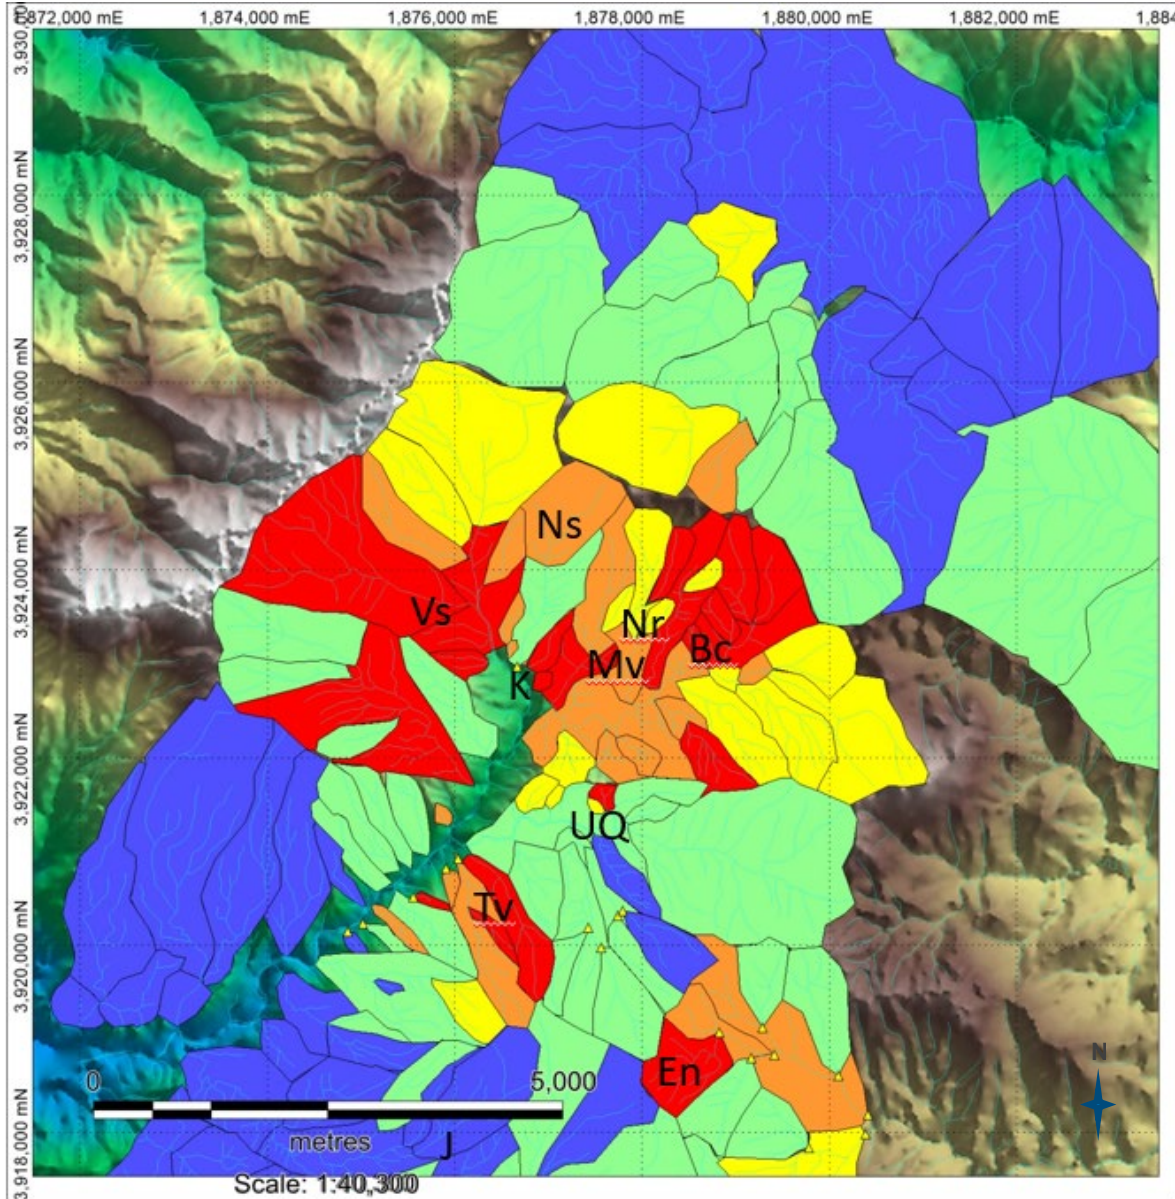 1,872,000 mE 1,874,000 mE 1,876,000 mE 1,878,000 mE 1,880,000 mE 1,882,000 mE 1,884
3,930,0
3,928,000 mN
3,926,000 mN
3,924,000 mN
3,922,000 mN
3,920,000 mN
3,918,000 mN
Ns
Vs
Nr
Bc
Mv
K
UQ
Tv
En
N
0 5,000
metres
J
Scale: 1:40,300